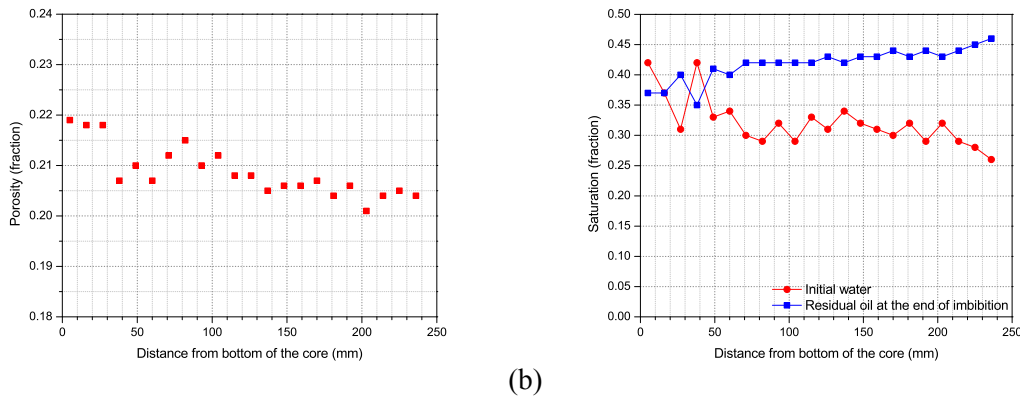 0.24
0.23
0.22
0.21
0.20
0.19
0.18
Porosity (fraction)
0 50 100 150 200 250
Distance from bottom of the core (mm)
0.50
0.45
0.40
0.35
0.30
0.25
0.20
0.15
0.10
0.05
0.00
Saturation (fraction)
Initial water
Residual oil at the end of imbibition
0 50 100 150 200 250
Distance from bottom of the core (mm)
(b)